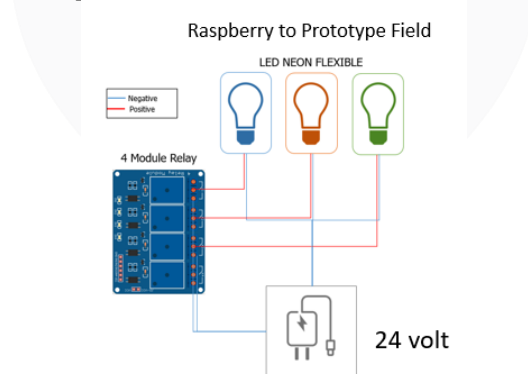 Raspberry to Prototype Field
LED NEON FLEXIBLE
Negative
Positive
4 Module Relay
24 volt